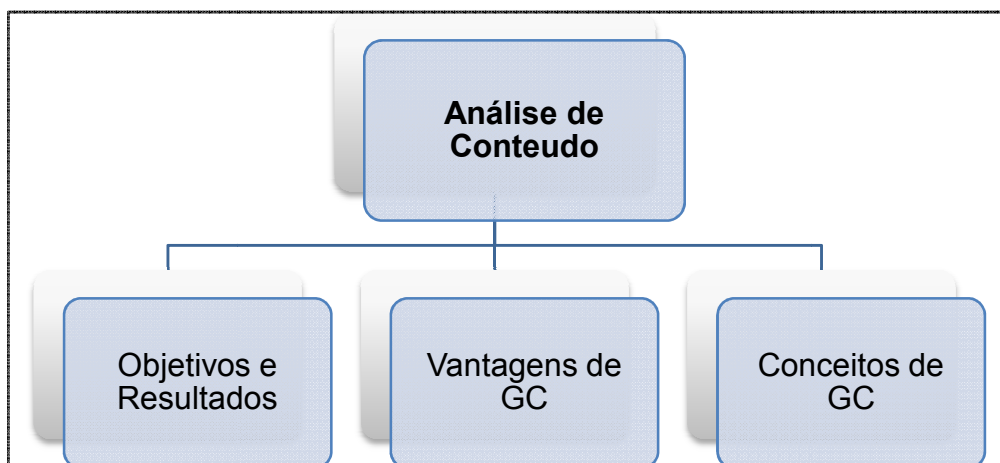 Análise de
Conteudo
Objetivos e
Resultados
Vantagens de
GC
Conceitos de
GC